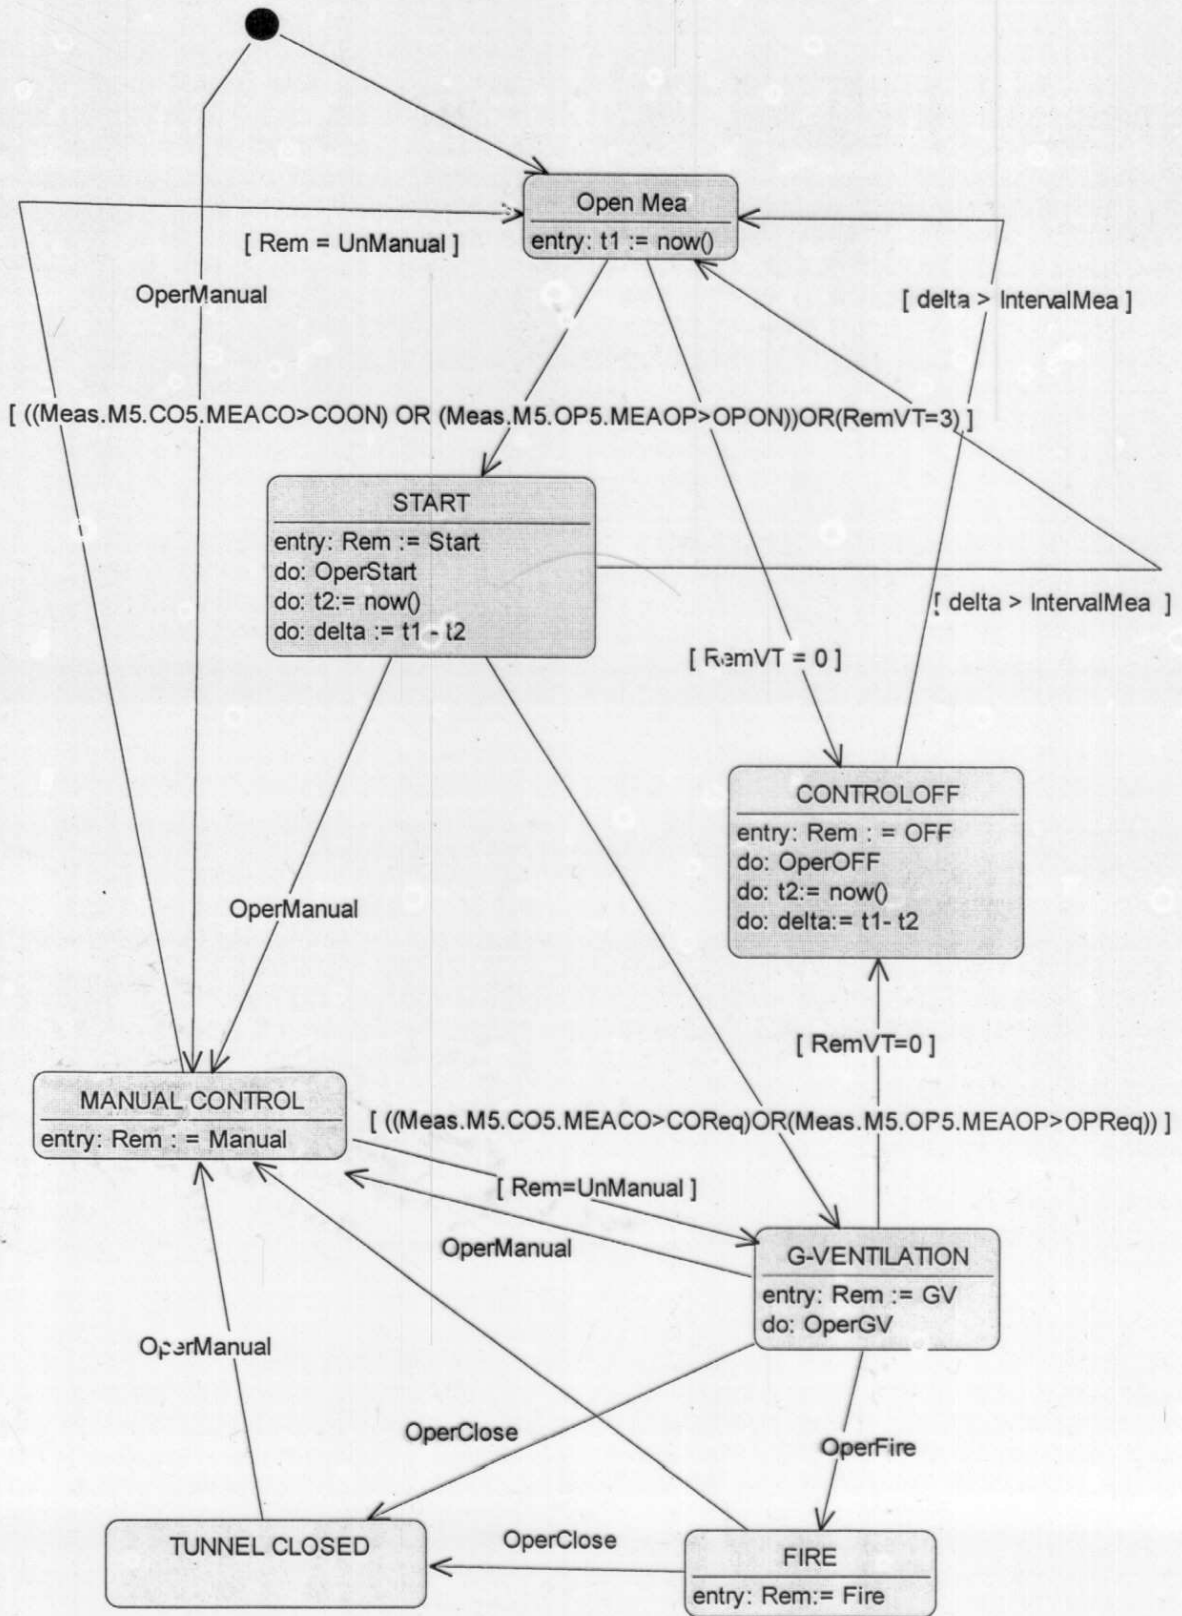 Open Mea
entry: t1 := now()
[ Rem = UnManual ]
OperManual
[ delta > IntervalMea ]
[ ((Meas.M5.CO5.MEACO>COON) OR (Meas.M5.OP5.MEAOP>OPON))OR(RemVT=3) ]
START
entry: Rem := Start
do: OperStart
do: t2:= now()
do: delta := t1 - t2
[ delta > IntervalMea ]
[ RemVT = 0 ]
CONTROLOFF
entry: Rem : = OFF
do: OperOFF
do: t2:= now()
do: delta:= t1- t2
OperManual
[ RemVT=0 ]
MANUAL CONTROL
entry: Rem : = Manual
[ ((Meas.M5.CO5.MEACO>COReq)OR(Meas.M5.OP5.MEAOP>OPReq)) ]
[ Rem=UnManual ]
OperManual
G-VENTILATION
entry: Rem := GV
do: OperGV
OperManual
OperClose
OperFire
TUNNEL CLOSED
OperClose
FIRE
entry: Rem:= Fire